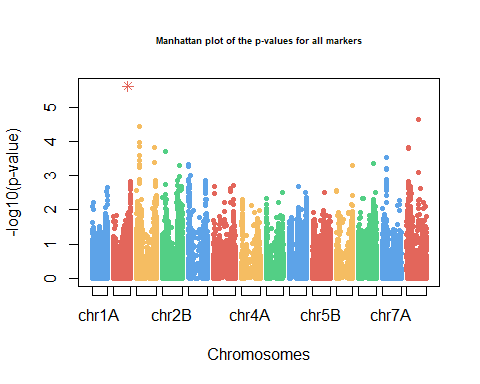 Manhattan plot of the p-values for all markers
-log10(p-value)
5
4
3
2
1
0
chr1A chr2B chr4A chr5B chr7A
Chromosomes